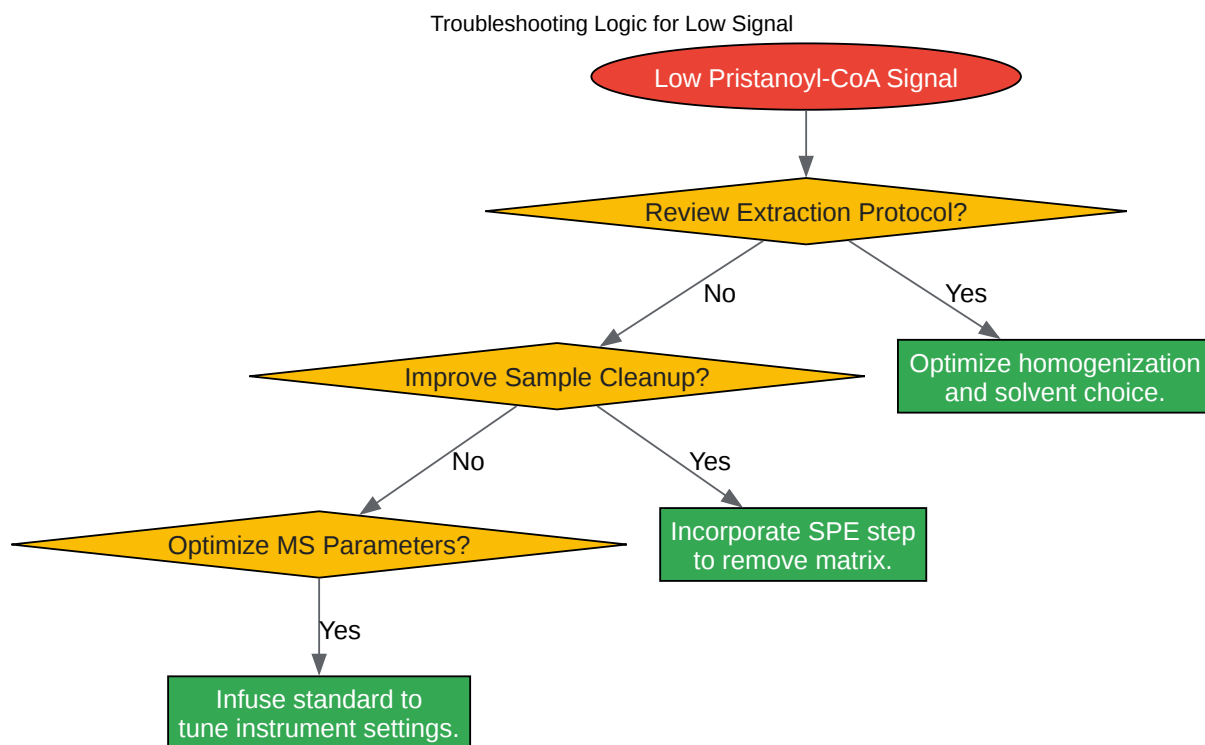 Troubleshooting Logic for Low Signal
Low Pristanoyl-CoA Signal
Review Extraction Protocol?
No
Yes
Improve Sample Cleanup?
Optimize homogenization
and solvent choice.
No
Yes
Optimize MS Parameters?
Incorporate SPE step
to remove matrix.
Yes
Infuse standard to
tune instrument settings.